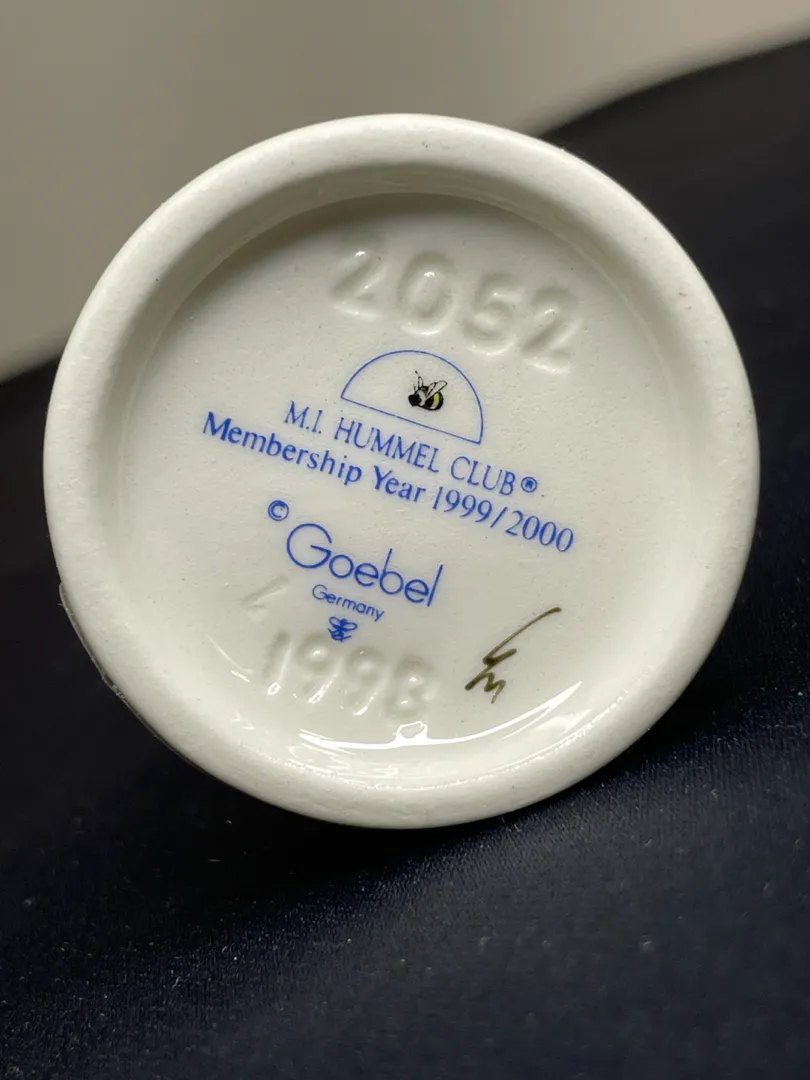 2052
M.I. HUMMEL CLUB®
Membership Year 1999/2000
©
Goebel
Germany
1998